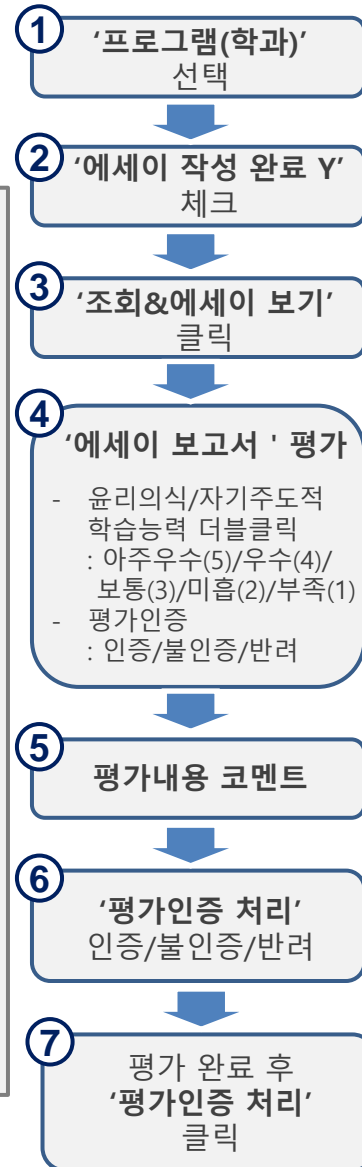 1
‘프로그램(학과)’
선택
2
‘에세이 작성 완료 Y’
체크
3
‘조회&에세이 보기’
클릭
4
‘에세이 보고서 ' 평가
- 윤리의식/자기주도적
학습능력 더블클릭
: 아주우수(5)/우수(4)/
보통(3)/미흡(2)/부족(1)
- 평가인증
: 인증/불인증/반려
5
평가내용 코멘트
6
‘평가인증 처리’
인증/불인증/반려
7
평가 완료 후
‘평가인증 처리’
클릭